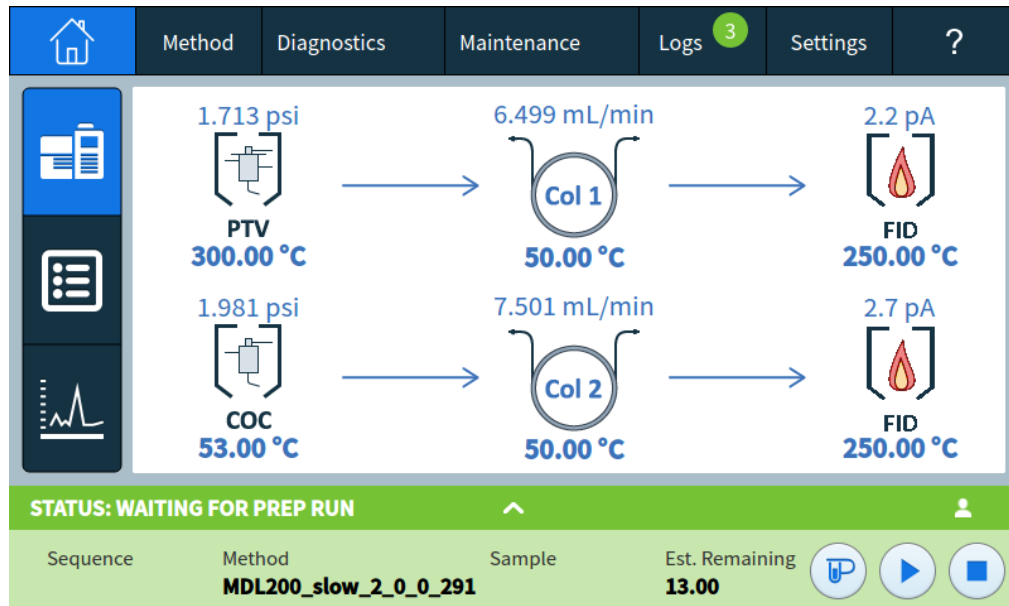 Method Diagnostics Maintenance Logs 3 Settings ?
1.713 psi 6.499 mL/min 2.2 pA
Col 1
PTV FID
300.00 °C 50.00 °C 250.00 °C
1.981 psi 7.501 mL/min 2.7 pA
Col 2
COC FID
53.00 °C 50.00 °C 250.00 °C
STATUS: WAITING FOR PREP RUN
Sequence Method Sample Est. Remaining
MDL200_slow_2_0_0_291 13.00